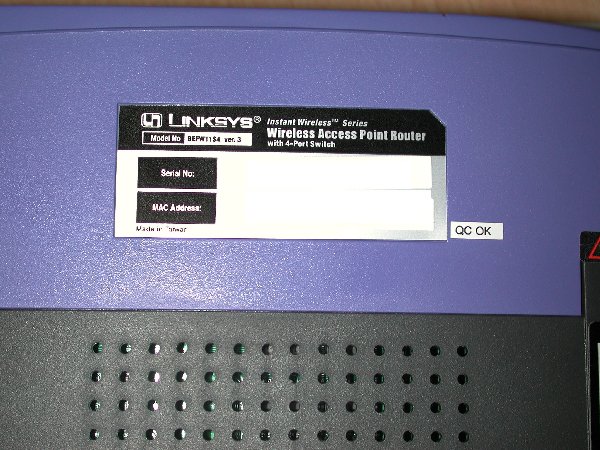 LINKSYS® Instant Wireless™ Series
Wireless Access Point Router
Model No BEFW11S4 ver. 3 with 4-Port Switch
Serial No:
MAC Address:
Made in Taiwan
QC OK